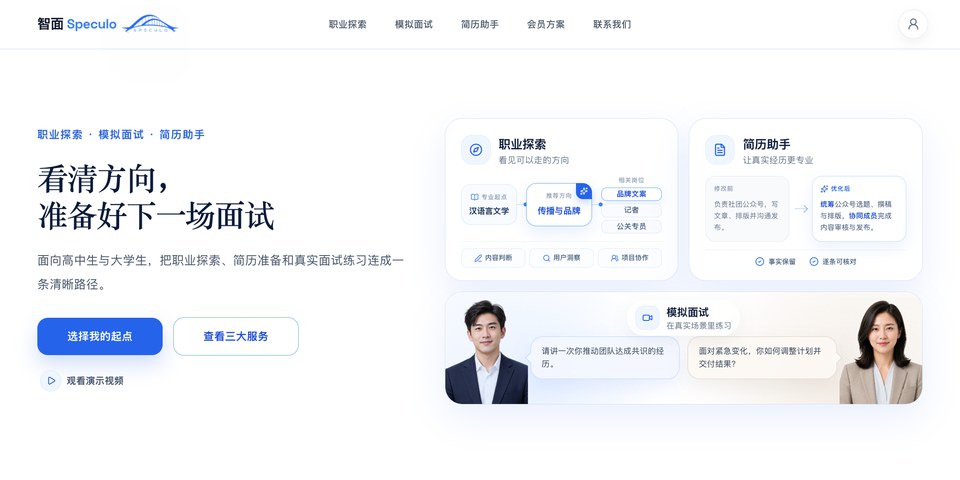 智面 Speculo
SPECULO
职业探索
模拟面试
简历助手
会员方案
联系我们
职业探索 · 模拟面试 · 简历助手
看清方向，
准备好下一场面试
面向高中生与大学生，把职业探索、简历准备和真实面试练习连成一
条清晰路径。
选择我的起点
查看三大服务
观看演示视频
职业探索
看见可以走的方向
专业起点
汉语言文学
推荐方向
传播与品牌
相关岗位
品牌文案
记者
公关专员
内容判断
用户洞察
项目协作
简历助手
让真实经历更专业
修改前
负责社团公众号，写
文章、排版并沟通发
布。
优化后
统筹公众号选题、撰稿
与排版，协同成员完成
内容审核与发布。
事实保留
逐条可核对
模拟面试
在真实场景里练习
请讲一次你推动团队达成共识的经
历。
面对紧急变化，你如何调整计划并
交付结果？